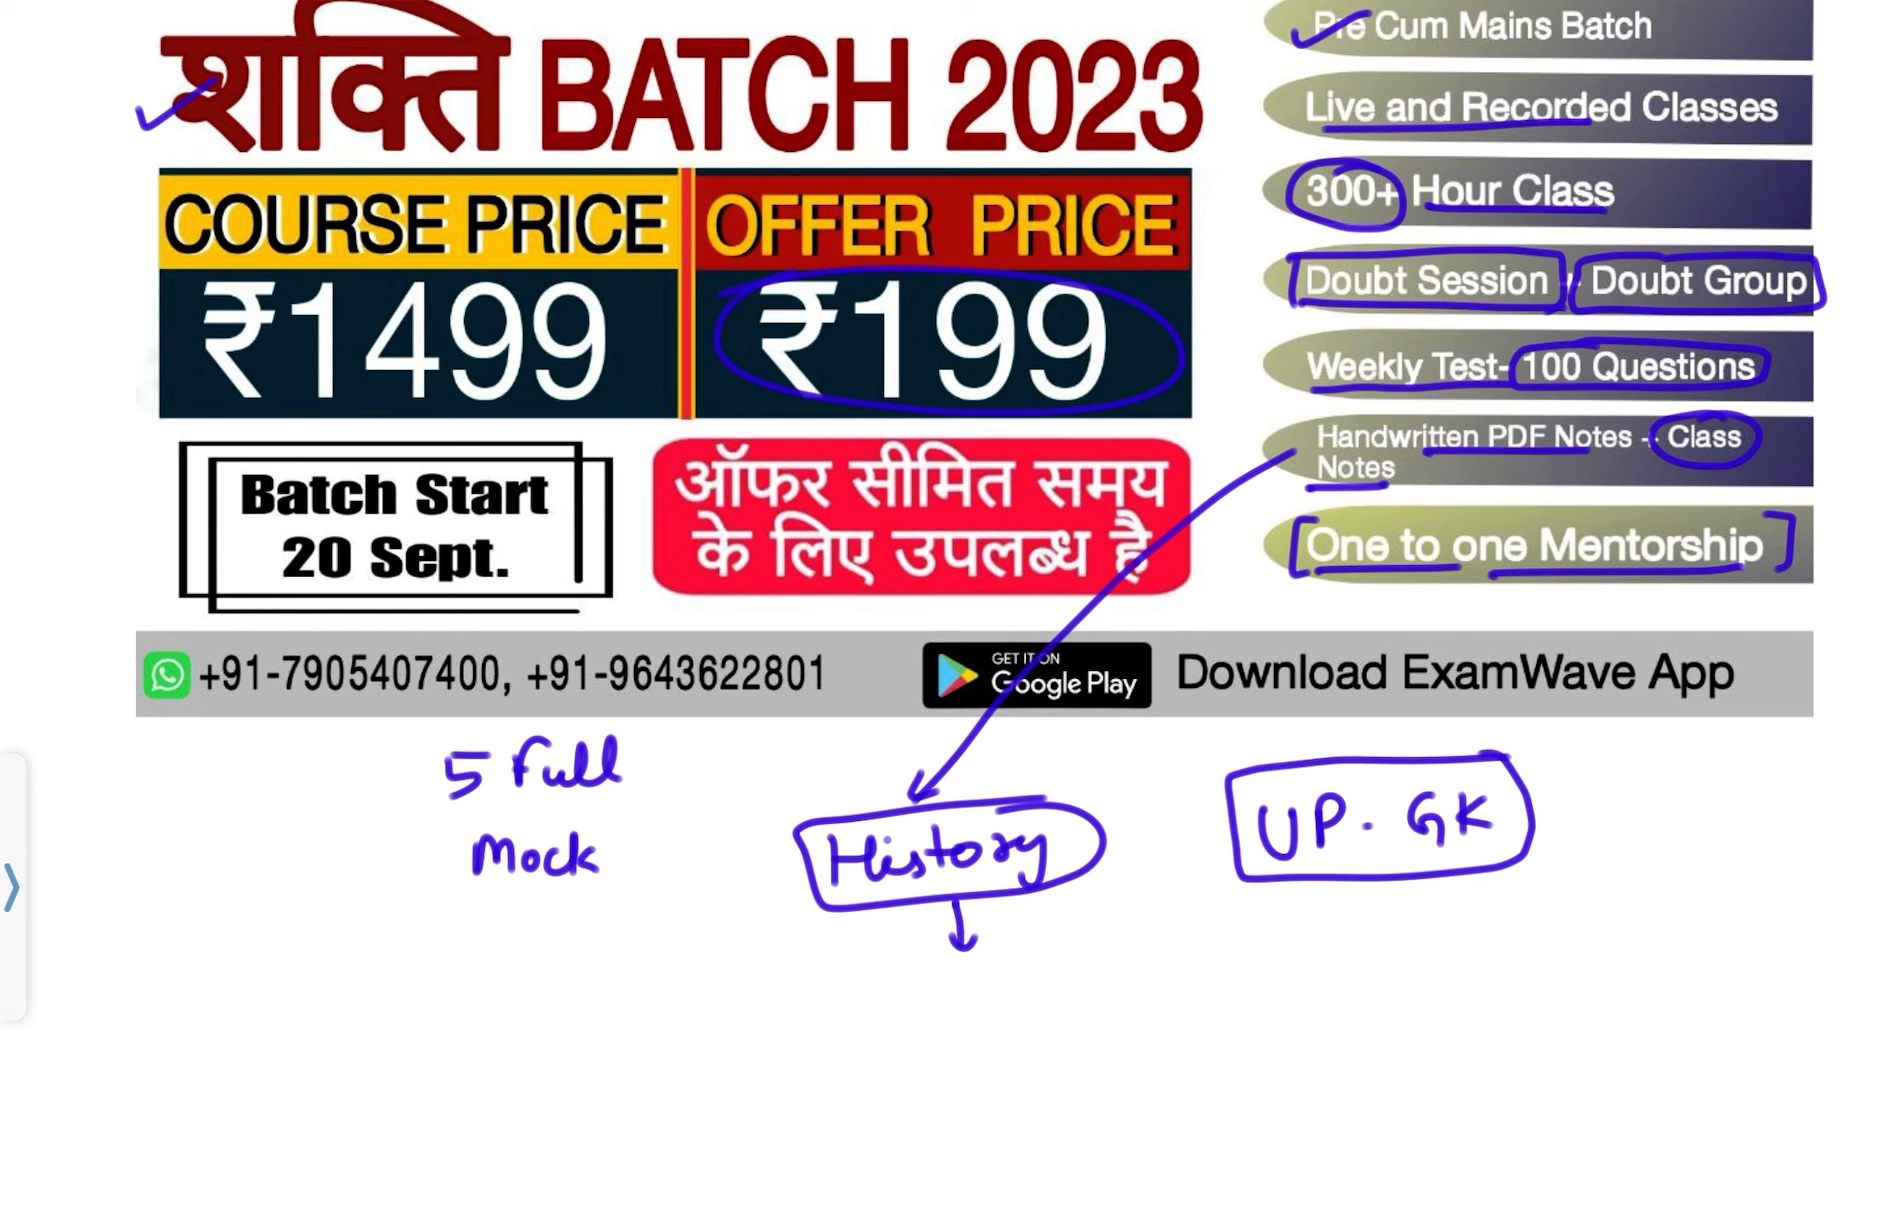 शक्ति BATCH 2023
COURSE PRICE
₹1499
OFFER PRICE
₹199
Batch Start
20 Sept.
ऑफर सीमित समय
के लिए उपलब्ध है
Pre Cum Mains Batch
Live and Recorded Classes
300+ Hour Class
Doubt Session + Doubt Group
Weekly Test- 100 Questions
Handwritten PDF Notes + Class
Notes
One to one Mentorship
+91-7905407400, +91-9643622801
GET IT ON
Google Play
Download ExamWave App
5 Full
Mock
History
UP. GK